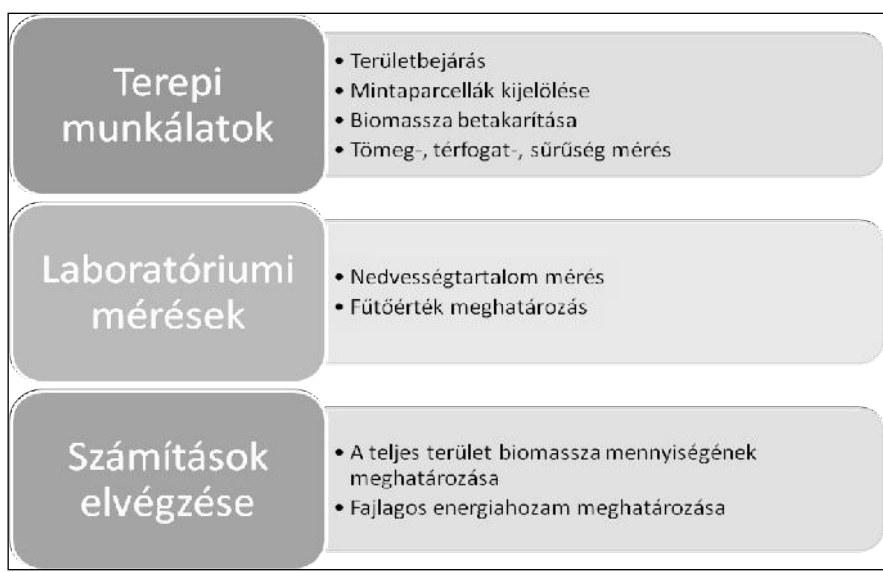 Terepi
munkálatok
• Területbejárás
• Mintaparcellák kijelölése
• Biomassza betakarítása
• Tömeg-, térfogat-, sűrűség mérés
Laboratóriumi
mérések
• Nedvességtartalom mérés
• Fűtőérték meghatározás
Számítások
elvégzése
• A teljes terület biomassza mennyiségének
meghatározása
• Fajlagos energiahozam meghatározása